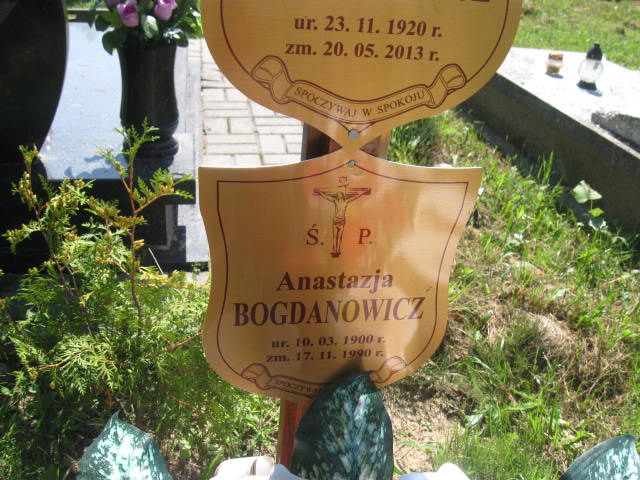 ur. 23. 11. 1920 r.
zm. 20. 05. 2013 r.
SPOCZYWAJ W SPOKOJU
Ś. P.
Anastazja
BOGDANOWICZ
ur. 10. 03. 1900 r.
zm. 17. 11. 1990 r.
SPOCZYWAJ